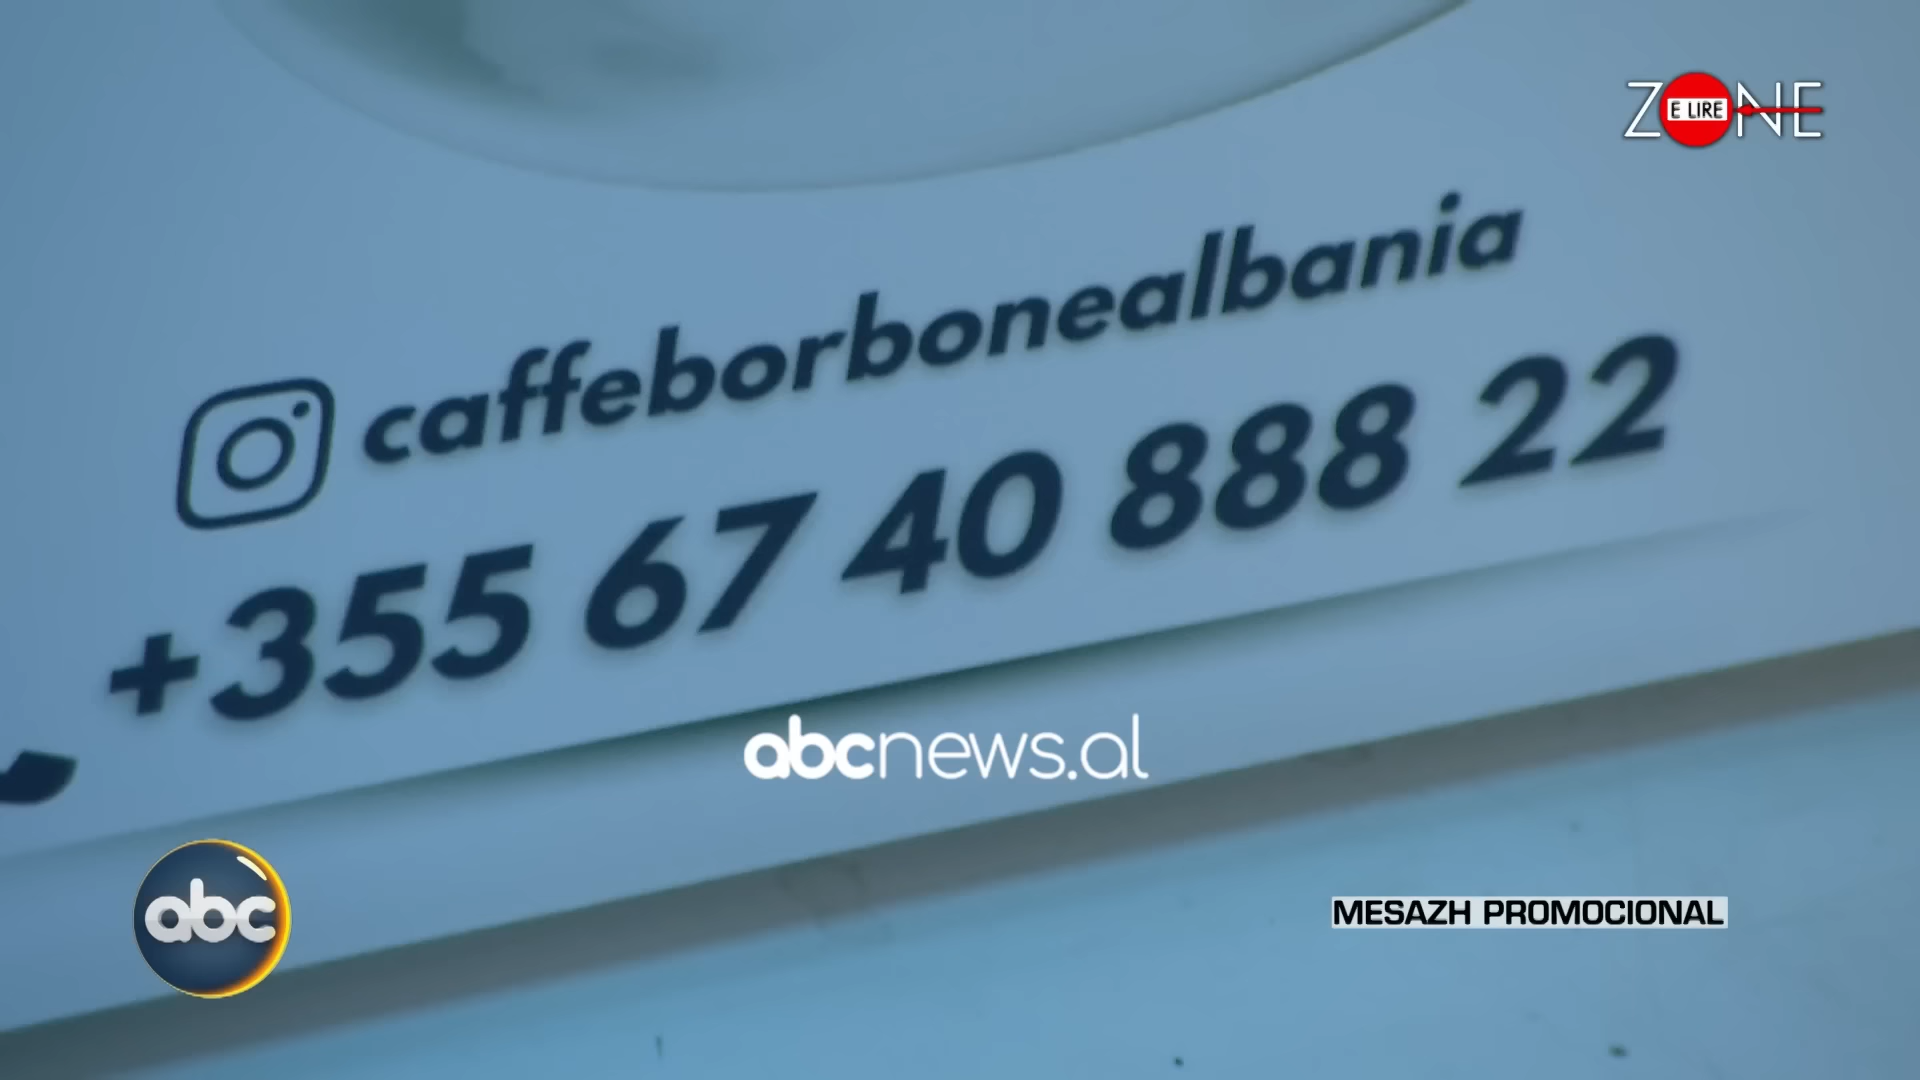 ZONE
E LIRE
caffeborbonealbania
+355 67 40 888 22
abcnews.al
abc
MESAZH PROMOCIONAL